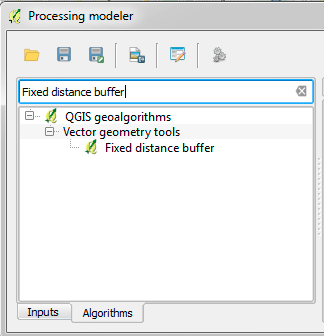 Processing modeler
Fixed distance buffer
QGIS geoalgorithms
Vector geometry tools
Fixed distance buffer
Inputs Algorithms